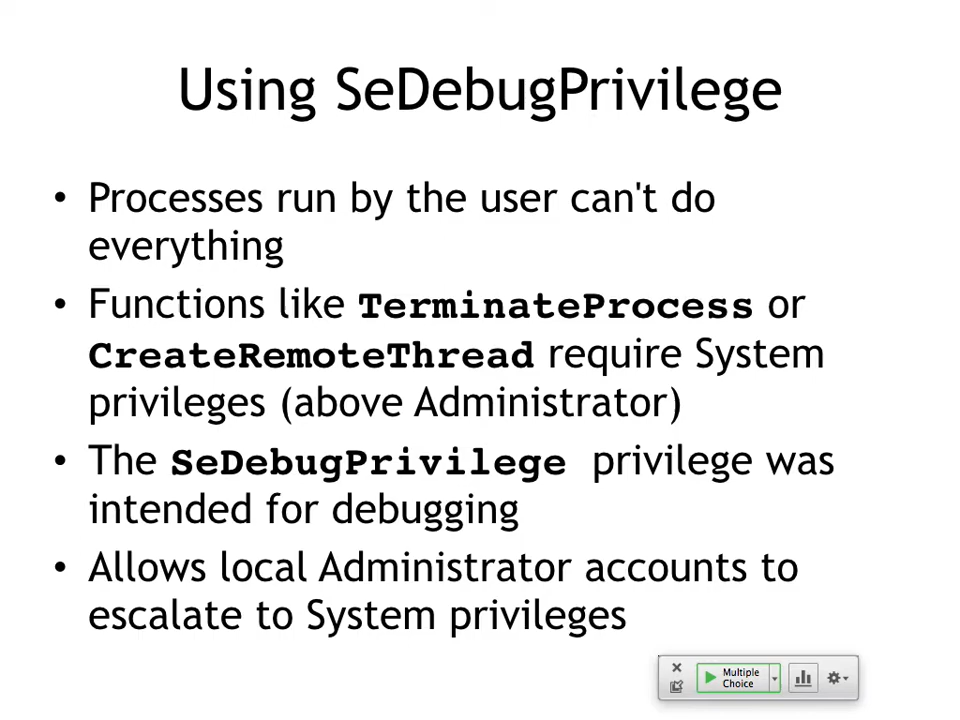 Using SeDebugPrivilege
• Processes run by the user can't do
everything
• Functions like TerminateProcess or
CreateRemoteThread require System
privileges (above Administrator)
• The SeDebugPrivilege privilege was
intended for debugging
• Allows local Administrator accounts to
escalate to System privileges
Multiple
Choice